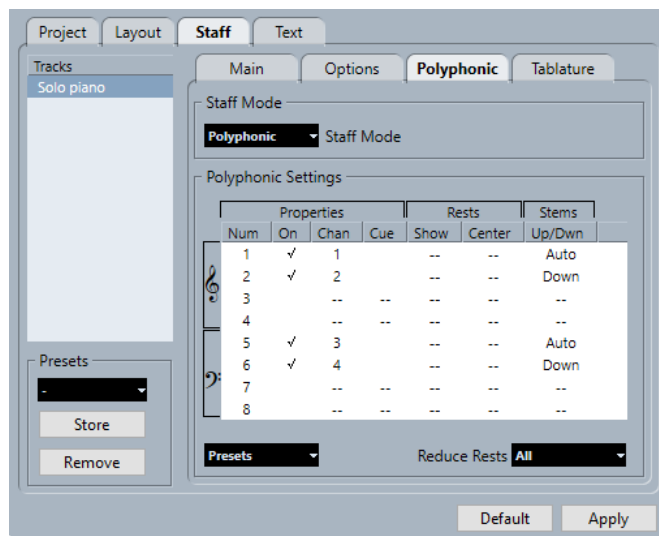 Project Layout Staff Text
Tracks
Solo piano
Main Options Polyphonic Tablature
Staff Mode
Polyphonic Staff Mode
Polyphonic Settings
Properties Rests Stems
Num On Chan Cue Show Center Up/Dwn
1 √ 1 -- -- Auto
2 √ 2 -- -- Down
3 -- -- -- -- --
4 -- -- -- -- --
5 √ 3 -- -- Auto
6 √ 4 -- -- Down
7 -- -- -- -- --
8 -- -- -- -- --
Presets
-
Store
Remove
Presets Reduce Rests All
Default Apply